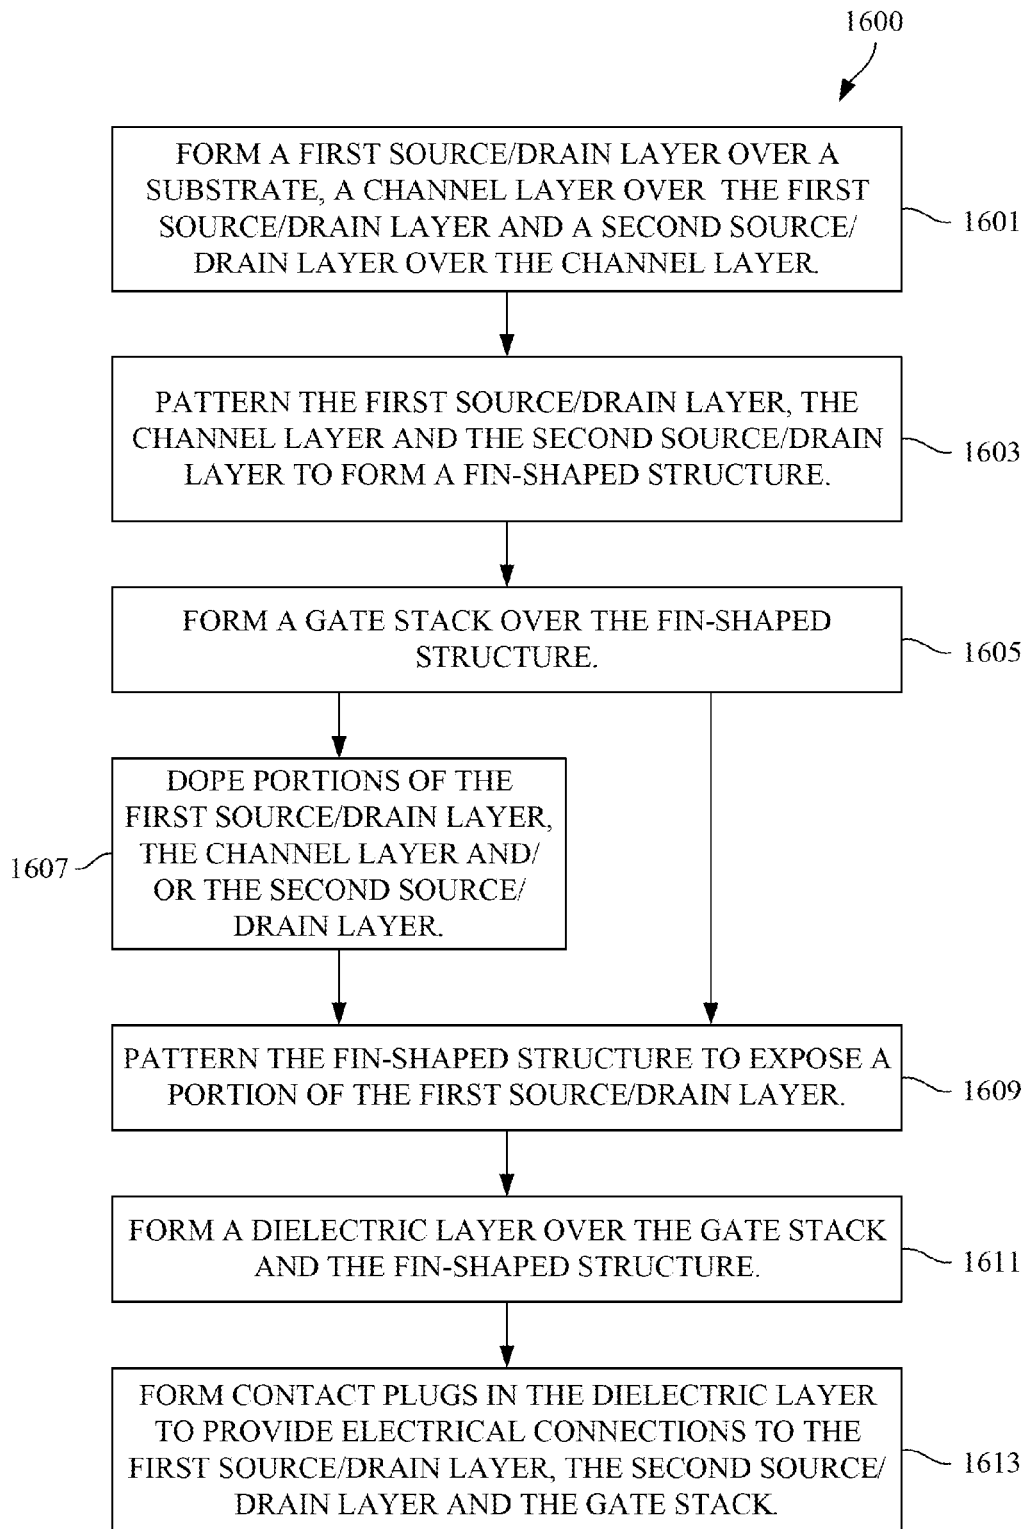 1600
FORM A FIRST SOURCE/DRAIN LAYER OVER A
SUBSTRATE, A CHANNEL LAYER OVER THE FIRST
SOURCE/DRAIN LAYER AND A SECOND SOURCE/
DRAIN LAYER OVER THE CHANNEL LAYER.
1601
PATTERN THE FIRST SOURCE/DRAIN LAYER, THE
CHANNEL LAYER AND THE SECOND SOURCE/DRAIN
LAYER TO FORM A FIN-SHAPED STRUCTURE.
1603
FORM A GATE STACK OVER THE FIN-SHAPED
STRUCTURE.
1605
DOPE PORTIONS OF THE
FIRST SOURCE/DRAIN LAYER,
THE CHANNEL LAYER AND/
OR THE SECOND SOURCE/
DRAIN LAYER.
1607
PATTERN THE FIN-SHAPED STRUCTURE TO EXPOSE A
PORTION OF THE FIRST SOURCE/DRAIN LAYER.
1609
FORM A DIELECTRIC LAYER OVER THE GATE STACK
AND THE FIN-SHAPED STRUCTURE.
1611
FORM CONTACT PLUGS IN THE DIELECTRIC LAYER
TO PROVIDE ELECTRICAL CONNECTIONS TO THE
FIRST SOURCE/DRAIN LAYER, THE SECOND SOURCE/
DRAIN LAYER AND THE GATE STACK.
1613